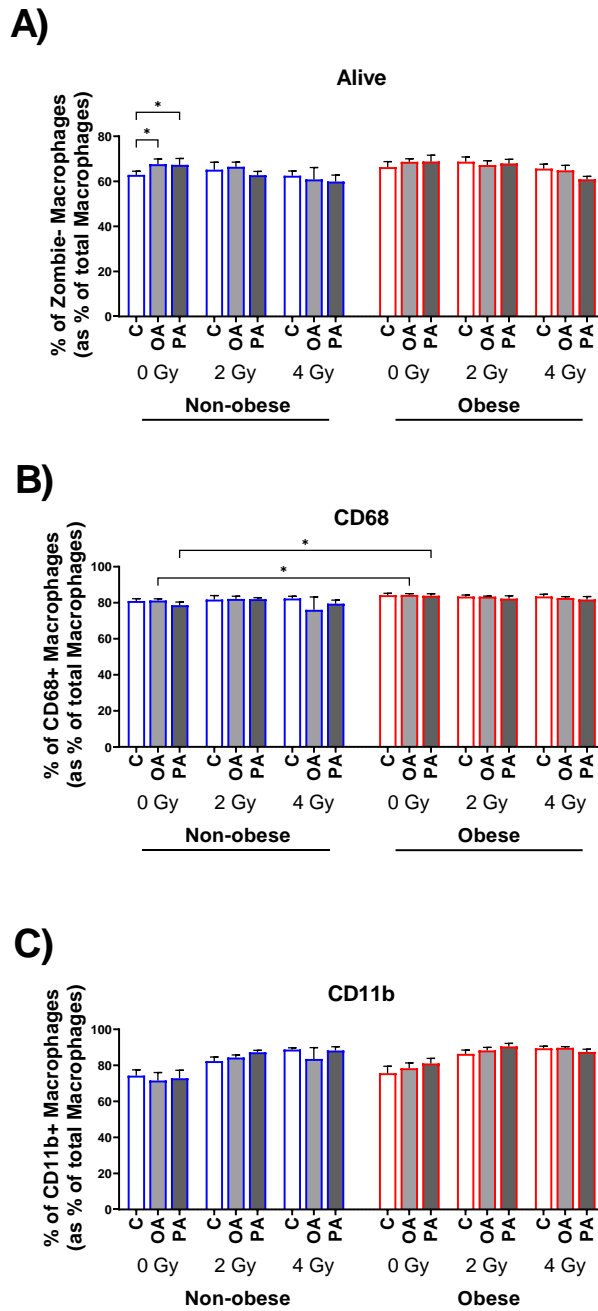 A)
Alive
% of Zombie- Macrophages
(as % of total Macrophages)
* 
*
80
60
40
20
0
C OA PA C OA PA C OA PA C OA PA C OA PA C OA PA
0 Gy 2 Gy 4 Gy 0 Gy 2 Gy 4 Gy
Non-obese Obese
B)
CD68
% of CD68+ Macrophages
(as % of total Macrophages)
*
*
100
80
60
40
20
0
C OA PA C OA PA C OA PA C OA PA C OA PA C OA PA
0 Gy 2 Gy 4 Gy 0 Gy 2 Gy 4 Gy
Non-obese Obese
C)
CD11b
% of CD11b+ Macrophages
(as % of total Macrophages)
100
80
60
40
20
0
C OA PA C OA PA C OA PA C OA PA C OA PA C OA PA
0 Gy 2 Gy 4 Gy 0 Gy 2 Gy 4 Gy
Non-obese Obese